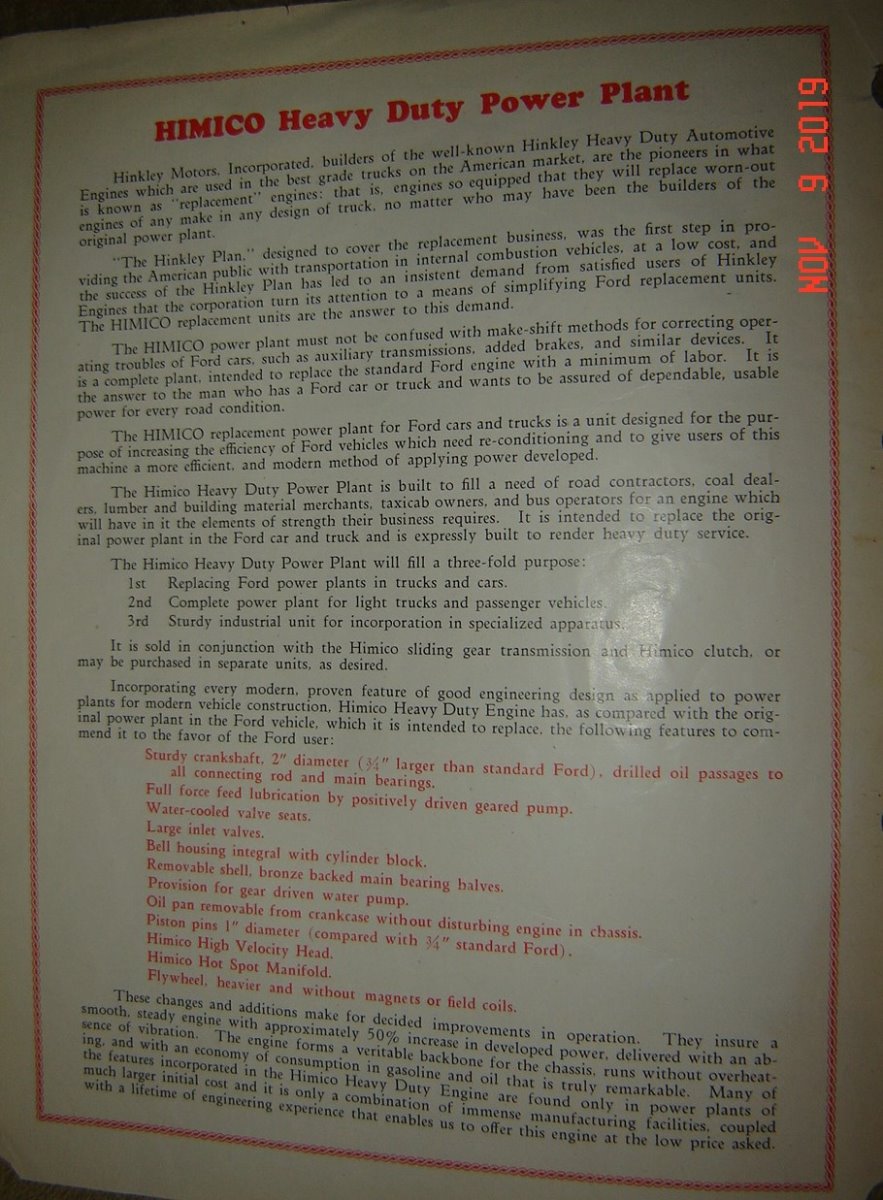 HIMICO Heavy Duty Power Plant
Hinkley Motors, Incorporated, builders of the well-known Hinkley Heavy Duty Automotive
Engines which are used in the best grade trucks on the American market, are the pioneers in what
is known as "replacement" engines; that is, engines so equipped that they will replace worn-out
engines of any make in any design of truck, no matter who may have been the builders of the
original power plant.
"The Hinkley Plan," designed to cover the replacement business, was the first step in pro-
viding the American public with transportation in internal combustion vehicles, at a low cost, and
the success of the Hinkley Plan has led to an insistent demand from satisfied users of Hinkley
Engines that the corporation turn its attention to a means of simplifying Ford replacement units.
The HIMICO replacement units are the answer to this demand.
The HIMICO power plant must not be confused with make-shift methods for correcting oper-
ating troubles of Ford cars, such as auxiliary transmissions, added brakes, and similar devices. It
is a complete plant, intended to replace the standard Ford engine with a minimum of labor. It is
the answer to the man who has a Ford car or truck and wants to be assured of dependable, usable
power for every road condition.
The HIMICO replacement power plant for Ford cars and trucks is a unit designed for the pur-
pose of increasing the efficiency of Ford vehicles which need re-conditioning and to give users of this
machine a more efficient, and modern method of applying power developed.
The Himico Heavy Duty Power Plant is built to fill a need of road contractors, coal deal-
ers, lumber and building material merchants, taxicab owners, and bus operators for an engine which
will have in it the elements of strength their business requires. It is intended to replace the orig-
inal power plant in the Ford car and truck and is expressly built to render heavy duty service.
The Himico Heavy Duty Power Plant will fill a three-fold purpose:
1st Replacing Ford power plants in trucks and cars.
2nd Complete power plant for light trucks and passenger vehicles.
3rd Sturdy industrial unit for incorporation in specialized apparatus.
It is sold in conjunction with the Himico sliding gear transmission and Himico clutch, or
may be purchased in separate units, as desired.
Incorporating every modern, proven feature of good engineering design as applied to power
plants for modern vehicle construction, Himico Heavy Duty Engine has, as compared with the orig-
inal power plant in the Ford vehicle, which it is intended to replace, the following features to com-
mend it to the favor of the Ford user:
Sturdy crankshaft, 2" diameter (¾" larger than standard Ford), drilled oil passages to
all connecting rod and main bearings.
Full force feed lubrication by positively driven geared pump.
Water-cooled valve seats.
Large inlet valves.
Bell housing integral with cylinder block.
Removable shell, bronze backed main bearing halves.
Provision for gear driven water pump.
Oil pan removable from crankcase without disturbing engine in chassis.
Piston pins 1" diameter (compared with ¾" standard Ford).
Himico High Velocity Head.
Himico Hot Spot Manifold.
Flywheel, heavier and without magnets or field coils.
These changes and additions make for decided improvements in operation. They insure a
smooth, steady engine with approximately 50% increase in developed power, delivered with an ab-
sence of vibration. The engine forms a veritable backbone for the chassis, runs without overheat-
ing, and with an economy of consumption in gasoline and oil that is truly remarkable. Many of
the features incorporated in the Himico Heavy Duty Engine are found only in power plants of
much larger initial cost and it is only a combination of immense manufacturing facilities, coupled
with a lifetime of engineering experience that enables us to offer this engine at the low price asked.
NOV 9 2019